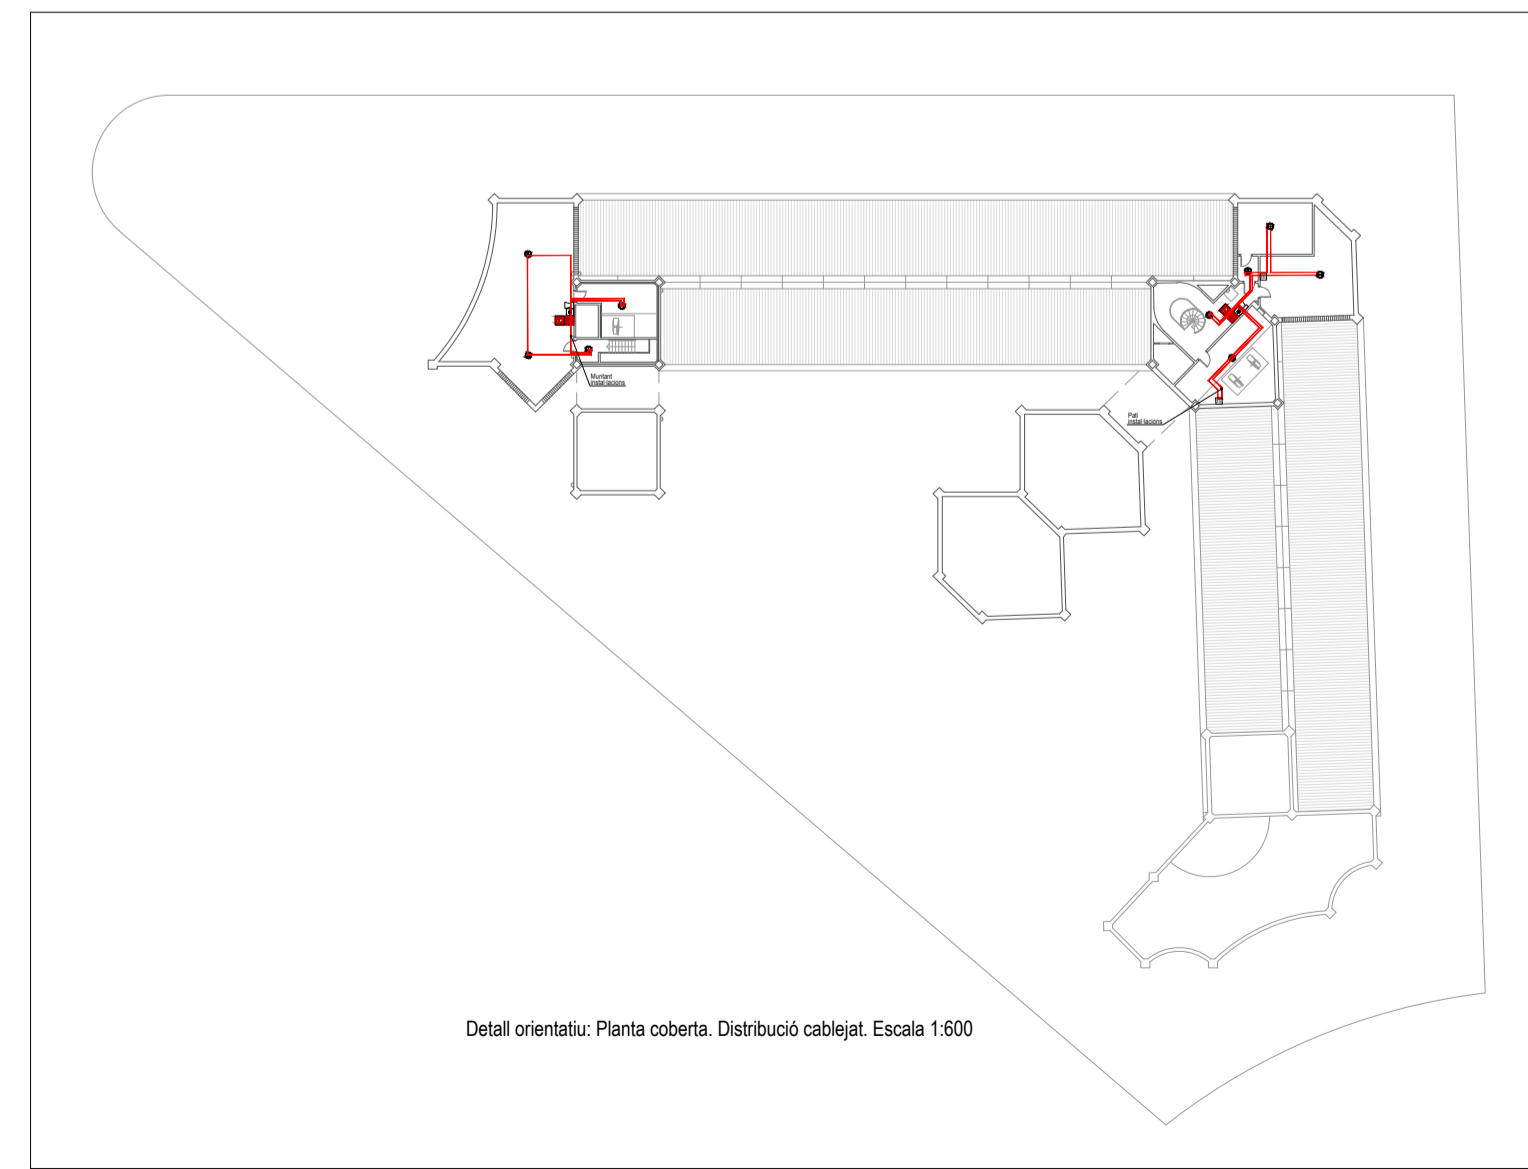 Muntant
instal·lacions
Pati
instal·lacions
Detall orientatiu: Planta coberta. Distribució cablejat. Escala 1:600